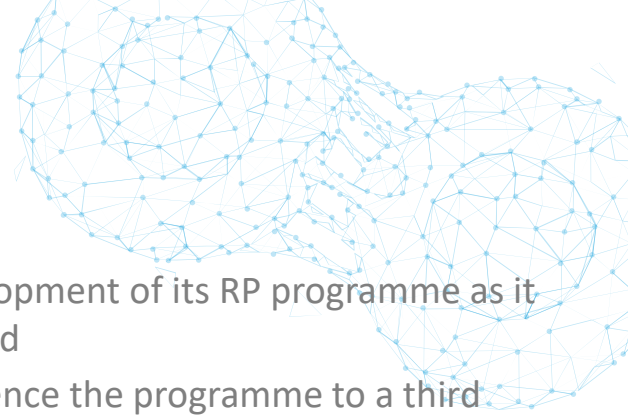 opment of its RP programme as it
d
ence the programme to a third